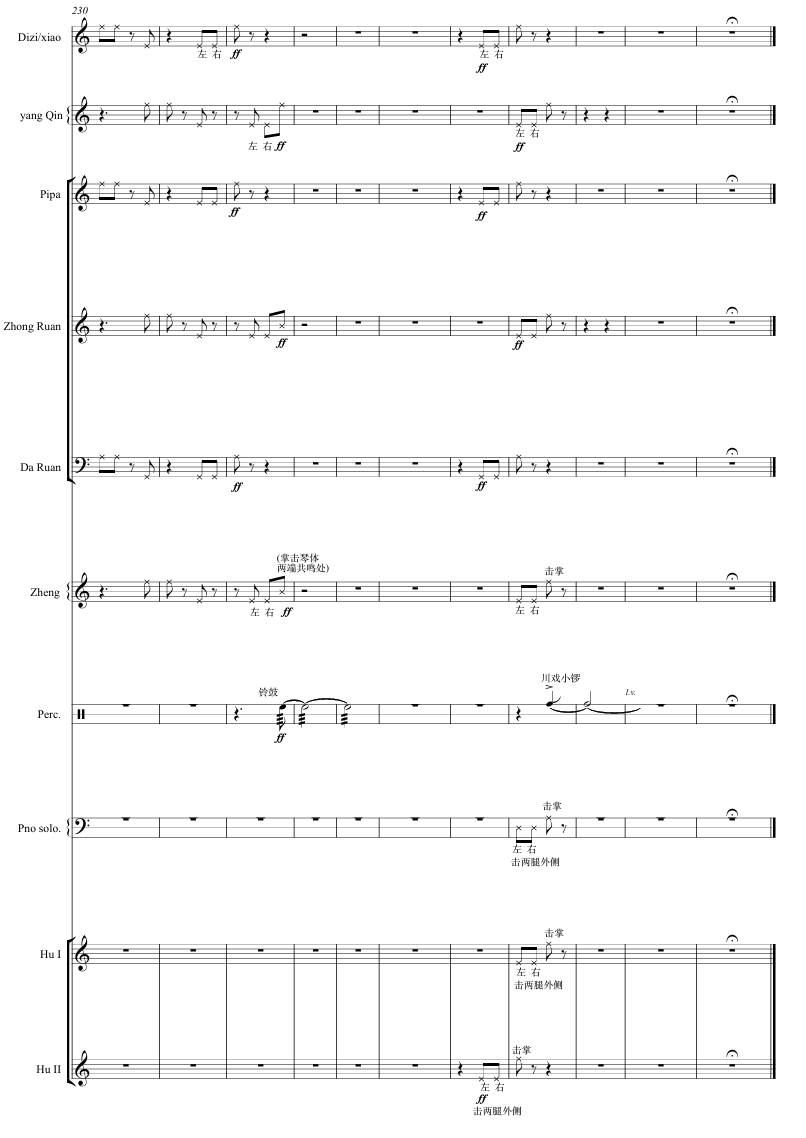 230
Dizi/xiao
左 右
ff
左 右
ff
yang Qin
左 右 ff
左 右
ff
Pipa
ff
ff
Zhong Ruan
ff
ff
Da Ruan
ff
ff
(掌击琴体
两端共鸣处)
击掌
Zheng
左 右 ff
左 右
铃鼓
川戏小锣
l.v.
Perc.
ff
击掌
Pno solo.
左 右
击两腿外侧
击掌
Hu I
左 右
击两腿外侧
击掌
Hu II
左 右
ff
击两腿外侧